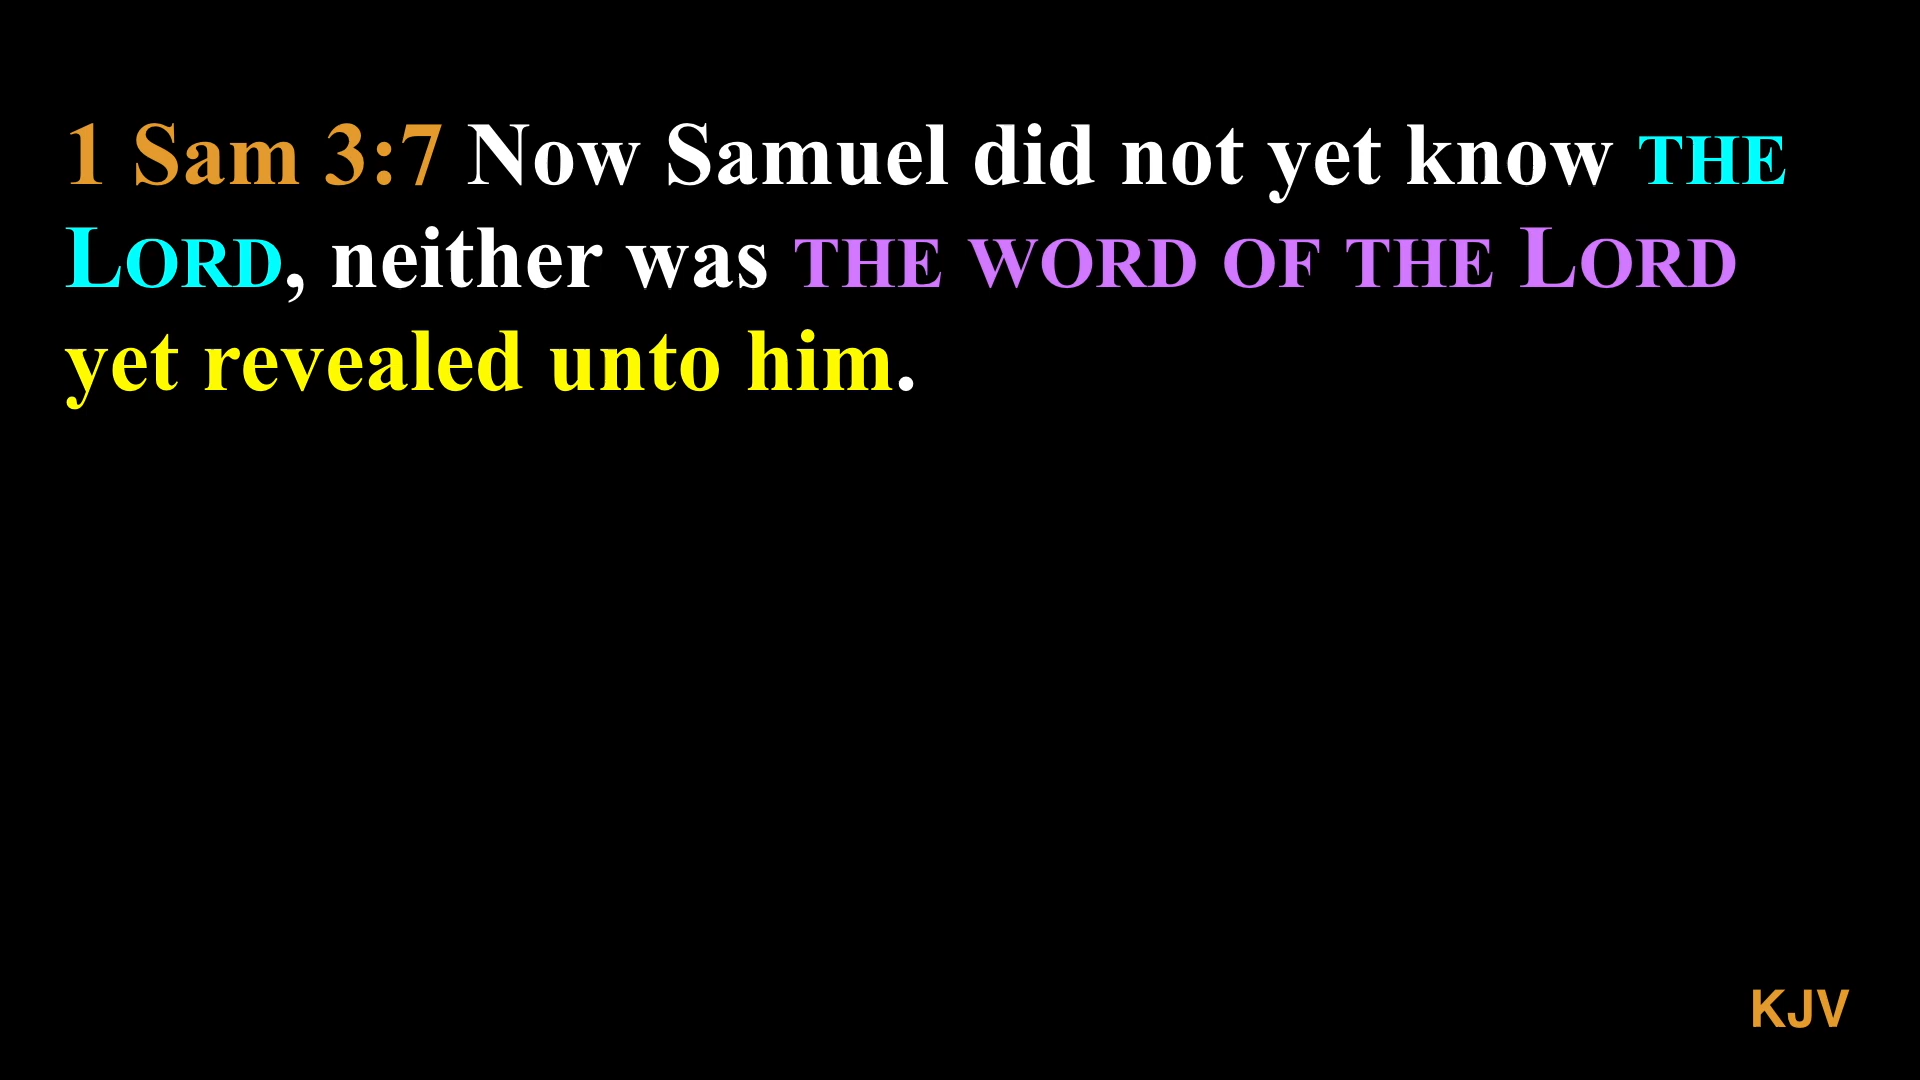 1 Sam 3:7 Now Samuel did not yet know THE
LORD, neither was THE WORD OF THE LORD
yet revealed unto him.
KJV